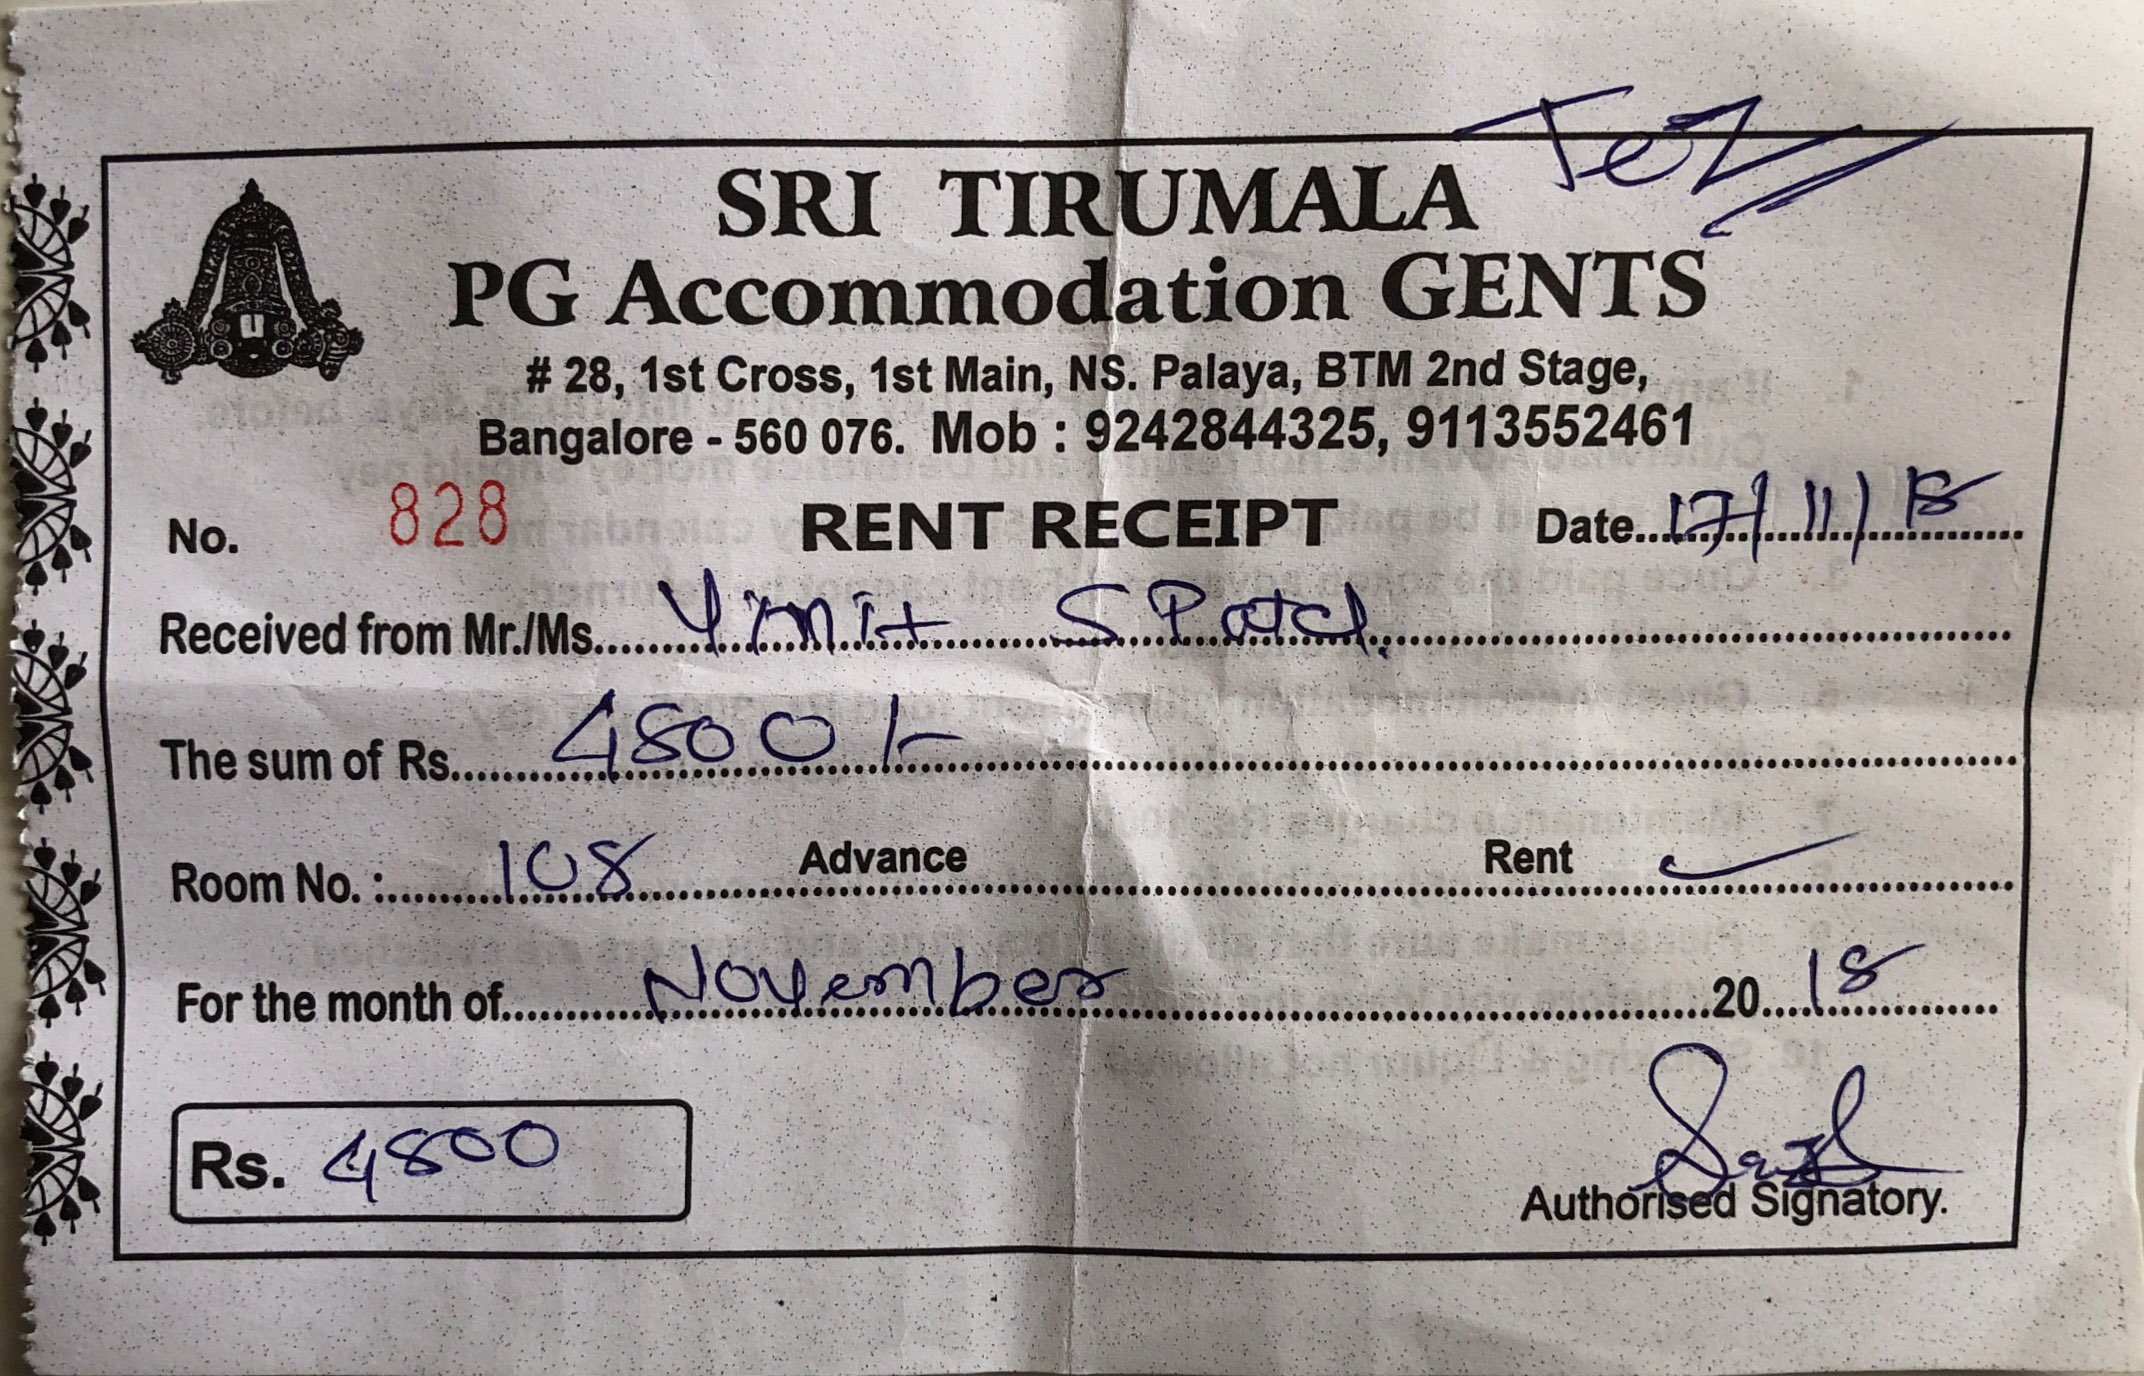 SRI TIRUMALA
PG Accommodation GENTS
# 28, 1st Cross, 1st Main, NS. Palaya, BTM 2nd Stage,
Bangalore - 560 076. Mob : 9242844325, 9113552461
No. 828 RENT RECEIPT Date 17/11/18
Received from Mr./Ms. Vimit S Patel.
The sum of Rs. 4800/-
Room No. : 108 Advance Rent ✓
For the month of November 2018
Rs. 4800
Authorised Signatory.